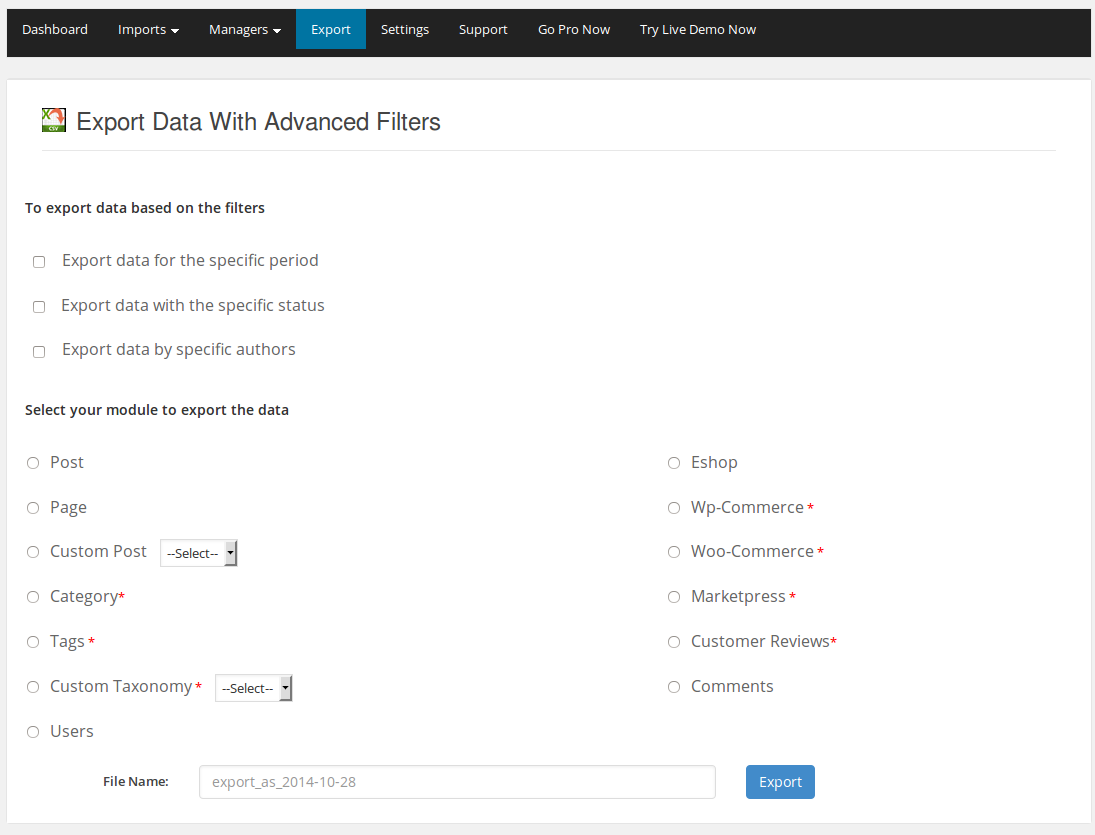 Dashboard Imports Managers Export Settings Support Go Pro Now Try Live Demo Now
X
CSV
Export Data With Advanced Filters
To export data based on the filters
Export data for the specific period
Export data with the specific status
Export data by specific authors
Select your module to export the data
Post
Page
Custom Post --Select--
Category*
Tags *
Custom Taxonomy * --Select--
Users
Eshop
Wp-Commerce *
Woo-Commerce *
Marketpress *
Customer Reviews*
Comments
File Name: export_as_2014-10-28 Export